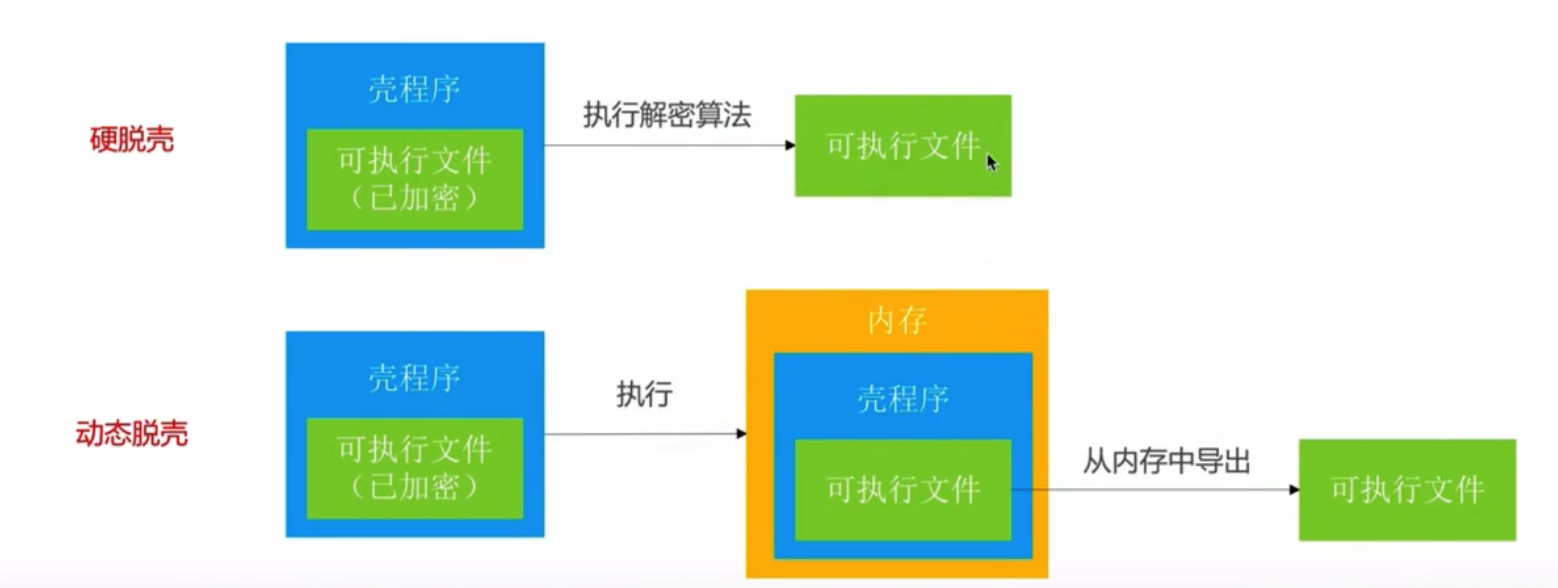 硬脱壳
壳程序
可执行文件
（已加密）
执行解密算法
可执行文件
动态脱壳
壳程序
可执行文件
（已加密）
执行
内存
壳程序
可执行文件
从内存中导出
可执行文件